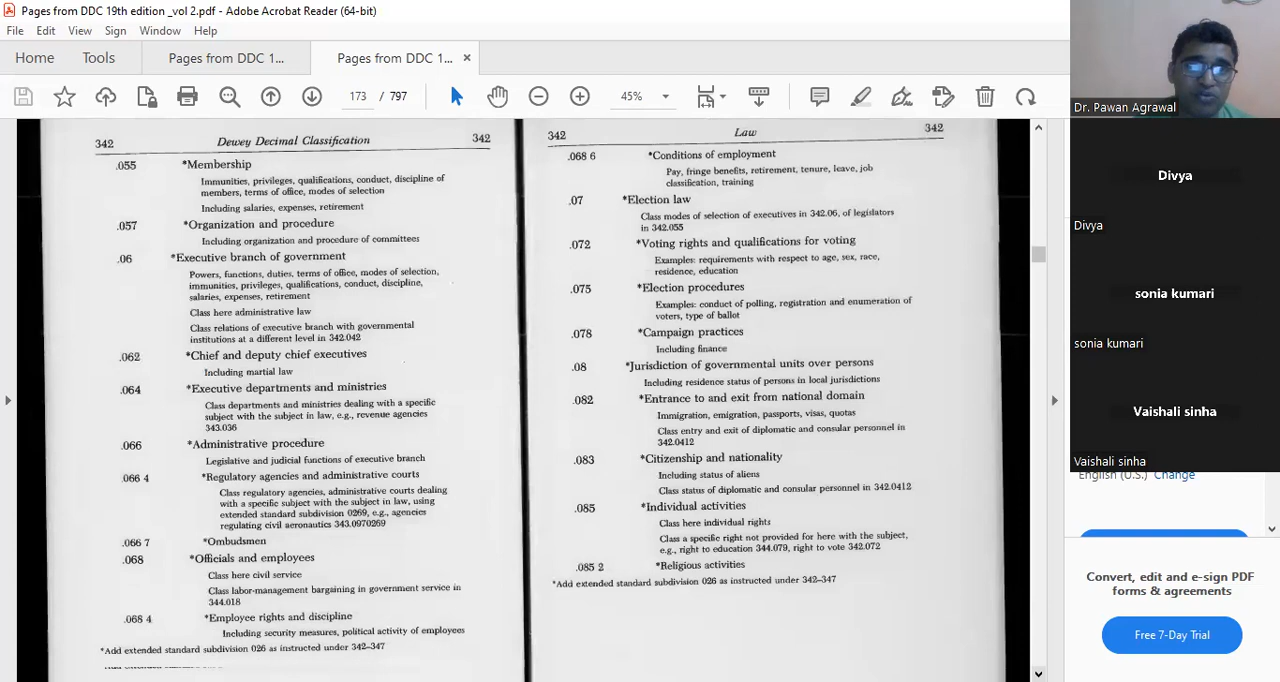 Pages from DDC 19th edition _vol 2.pdf - Adobe Acrobat Reader (64-bit)
File Edit View Sign Window Help
Home Tools Pages from DDC 1... Pages from DDC 1... ×
173 / 797 45%
342 Dewey Decimal Classification 342
.055 *Membership
Immunities, privileges, qualifications, conduct, discipline of
members, terms of office, modes of selection
Including salaries, expenses, retirement
.057 *Organization and procedure
Including organization and procedure of committees
.06 *Executive branch of government
Powers, functions, duties, terms of office, modes of selection,
immunities, privileges, qualifications, conduct, discipline,
salaries, expenses, retirement
Class here administrative law
Class relations of executive branch with governmental
institutions at a different level in 342.042
.062 *Chief and deputy chief executives
Including martial law
.064 *Executive departments and ministries
Class departments and ministries dealing with a specific
subject with the subject in law, e.g., revenue agencies
343.036
.066 *Administrative procedure
Legislative and judicial functions of executive branch
.066 4 *Regulatory agencies and administrative courts
Class regulatory agencies, administrative courts dealing
with a specific subject with the subject in law, using
extended standard subdivision 0269, e.g., agencies
regulating civil aeronautics 343.0970269
.066 7 *Ombudsmen
.068 *Officials and employees
Class here civil service
Class labor-management bargaining in government service in
344.018
.068 4 *Employee rights and discipline
Including security measures, political activity of employees
*Add extended standard subdivision 026 as instructed under 342–347
342 Law 342
.068 6 *Conditions of employment
Pay, fringe benefits, retirement, tenure, leave, job
classification, training
.07 *Election law
Class modes of selection of executives in 342.06, of legislators
in 342.055
.072 *Voting rights and qualifications for voting
Examples: requirements with respect to age, sex, race,
residence, education
.075 *Election procedures
Examples: conduct of polling, registration and enumeration of
voters, type of ballot
.078 *Campaign practices
Including finance
.08 *Jurisdiction of governmental units over persons
Including residence status of persons in local jurisdictions
.082 *Entrance to and exit from national domain
Immigration, emigration, passports, visas, quotas
Class entry and exit of diplomatic and consular personnel in
342.0412
.083 *Citizenship and nationality
Including status of aliens
Class status of diplomatic and consular personnel in 342.0412
.085 *Individual activities
Class here individual rights
Class a specific right not provided for here with the subject,
e.g., right to education 344.079, right to vote 342.072
.085 2 *Religious activities
*Add extended standard subdivision 026 as instructed under 342–347
Dr. Pawan Agrawal
Divya
Divya
sonia kumari
sonia kumari
Vaishali sinha
Vaishali sinha
English (U.S.) Change
Convert, edit and e-sign PDF
forms & agreements
Free 7-Day Trial